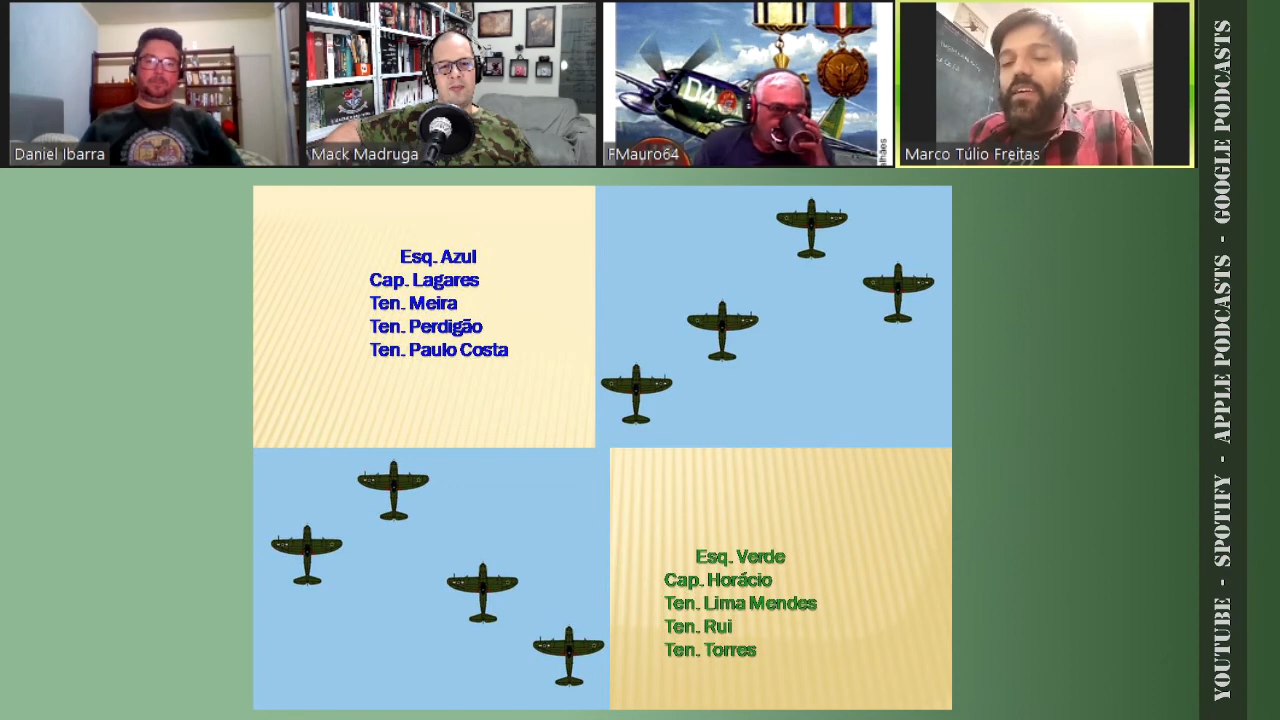 Daniel Ibarra
Mack Madruga
D4
FMauro64
Marco Túlio Freitas
Esq. Azul
Cap. Lagares
Ten. Meira
Ten. Perdigão
Ten. Paulo Costa
Esq. Verde
Cap. Horácio
Ten. Lima Mendes
Ten. Rui
Ten. Torres
YOUTUBE - SPOTIFY - APPLE PODCASTS - GOOGLE PODCASTS